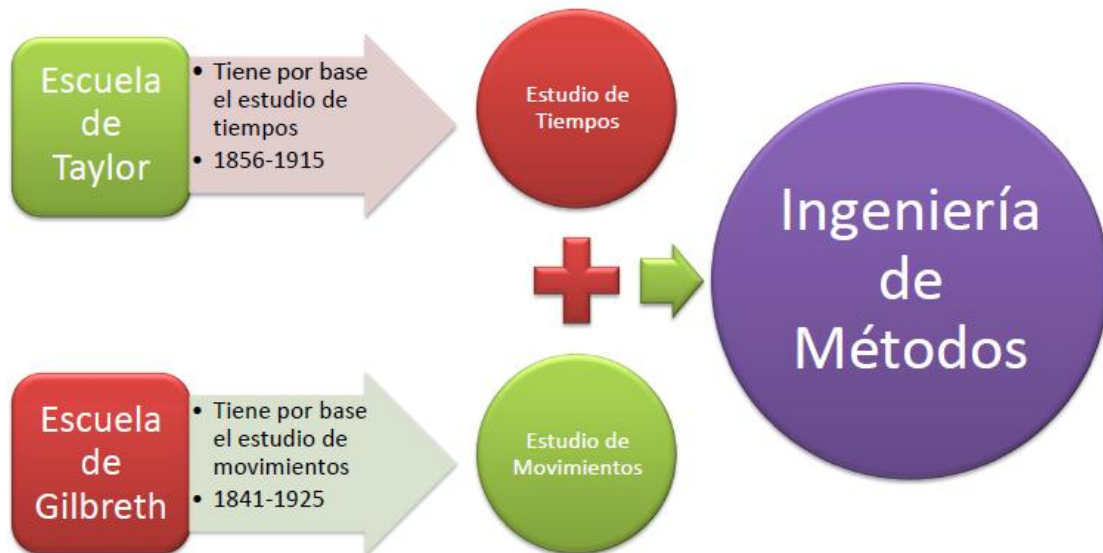 Escuela
de
Taylor
• Tiene por base
el estudio de
tiempos
• 1856-1915
Estudio de
Tiempos
Ingeniería
de
Métodos
Escuela
de
Gilbreth
• Tiene por base
el estudio de
movimientos
• 1841-1925
Estudio de
Movimientos